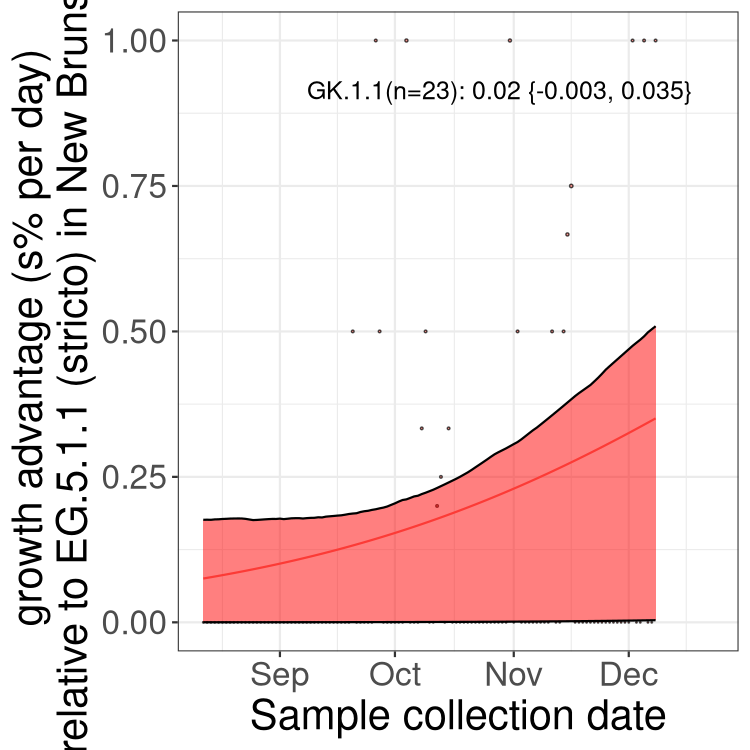 growth advantage (s% per day)
relative to EG.5.1.1 (stricto) in New
1.00
0.75
0.50
0.25
0.00
GK.1.1(n=23): 0.02 {-0.003, 0.035}
Sep Oct Nov Dec
Sample collection date